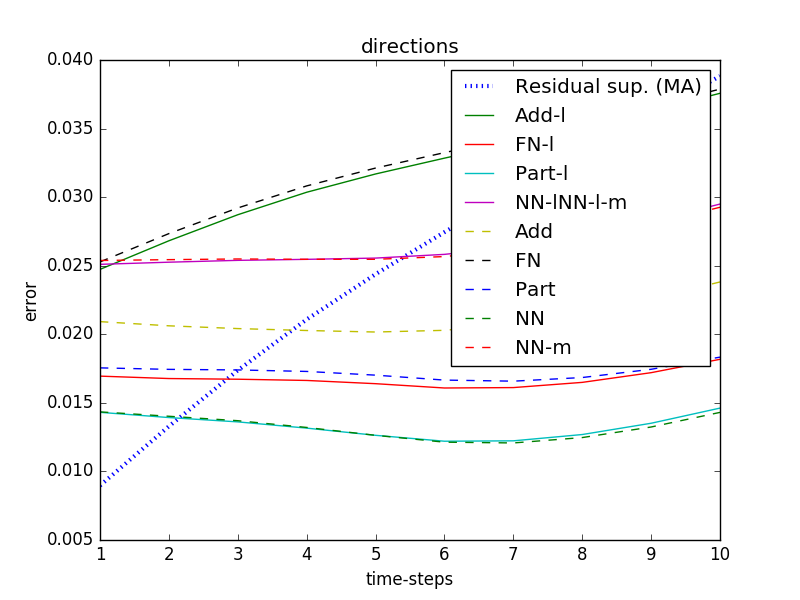 directions
0.040
0.035
0.030
0.025
0.020
0.015
0.010
0.005
error
Residual sup. (MA)
Add-l
FN-l
Part-l
NN-lNN-l-m
Add
FN
Part
NN
NN-m
1 2 3 4 5 6 7 8 9 10
time-steps